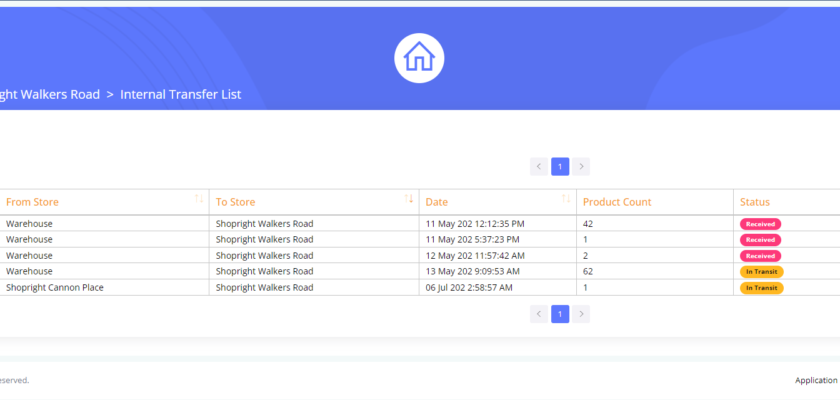 ght Walkers Road > Internal Transfer List
< 1 >
From Store To Store Date Product Count Status
Warehouse Shopright Walkers Road 11 May 202 12:12:35 PM 42 Received
Warehouse Shopright Walkers Road 11 May 202 5:37:23 PM 1 Received
Warehouse Shopright Walkers Road 12 May 202 11:57:42 AM 2 Received
Warehouse Shopright Walkers Road 13 May 202 9:09:53 AM 62 In Transit
Shopright Cannon Place Shopright Walkers Road 06 Jul 202 2:58:57 AM 1 In Transit
< 1 >
eserved. Application